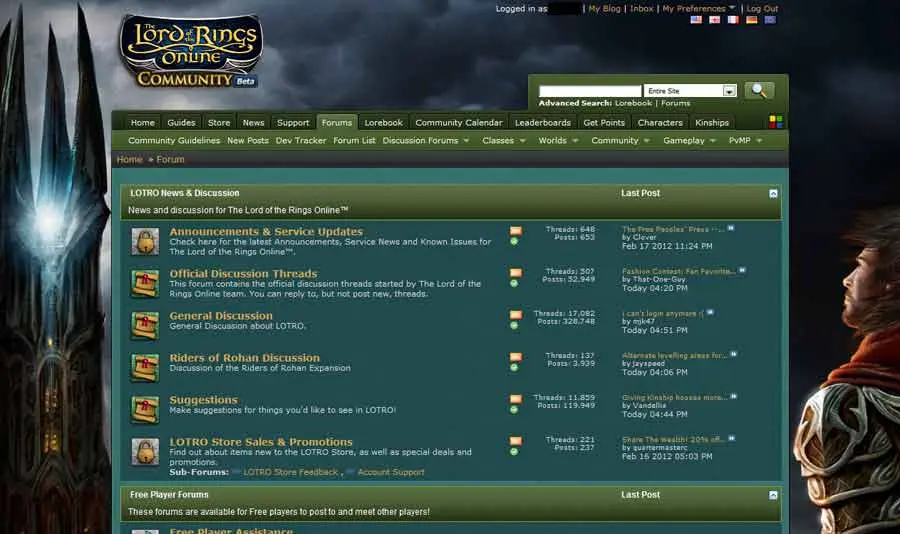 Logged in as | My Blog | Inbox | My Preferences | Log Out
The Lord of the Rings Online
Community Beta
Entire Site
Advanced Search: Lorebook | Forums
Home Guides Store News Support Forums Lorebook Community Calendar Leaderboards Get Points Characters Kinships
Community Guidelines New Posts Dev Tracker Forum List Discussion Forums Classes Worlds Community Gameplay PvMP
Home » Forum
LOTRO News & Discussion Last Post
News and discussion for The Lord of the Rings Online™
Announcements & Service Updates
Check here for the latest Announcements, Service News and Known Issues for
The Lord of the Rings Online™.
Threads: 648
Posts: 653
The Free Peoples' Press --...
by Clover
Feb 17 2012 11:24 PM
Official Discussion Threads
This forum contains the official discussion threads started by The Lord of the
Rings Online team. You can reply to, but not post new, threads.
Threads: 507
Posts: 52,949
Fashion Contest: Fan Favorite...
by That-One-Guy
Today 04:20 PM
General Discussion
General Discussion about LOTRO.
Threads: 17,082
Posts: 328,748
i can't login anymore :(
by mjk47
Today 04:51 PM
Riders of Rohan Discussion
Discussion of the Riders of Rohan Expansion
Threads: 137
Posts: 3,939
Alternate levelling areas for...
by Jayspeed
Today 04:06 PM
Suggestions
Make suggestions for things you'd like to see in LOTRO!
Threads: 11,859
Posts: 119,949
Giving Kinship houses more...
by Vandellia
Today 04:44 PM
LOTRO Store Sales & Promotions
Find out about items new to the LOTRO Store, as well as special deals and
promotions.
Sub-Forums: LOTRO Store Feedback , Account Support
Threads: 221
Posts: 237
Share The Wealth! 20% off...
by quartermasterc
Feb 16 2012 05:03 PM
Free Player Forums Last Post
These forums are available for Free players to post to and meet other players!
Free Player Assistance